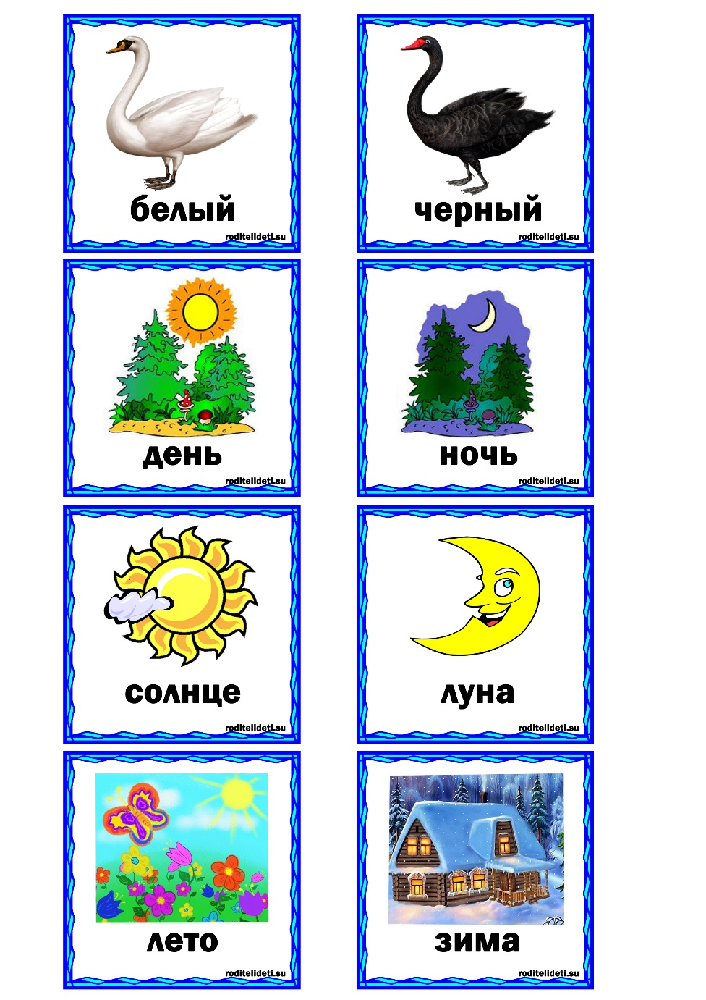 белый
roditelideti.su
черный
roditelideti.su
день
roditelideti.su
ночь
roditelideti.su
солнце
roditelideti.su
луна
roditelideti.su
лето
roditelideti.su
зима
roditelideti.su